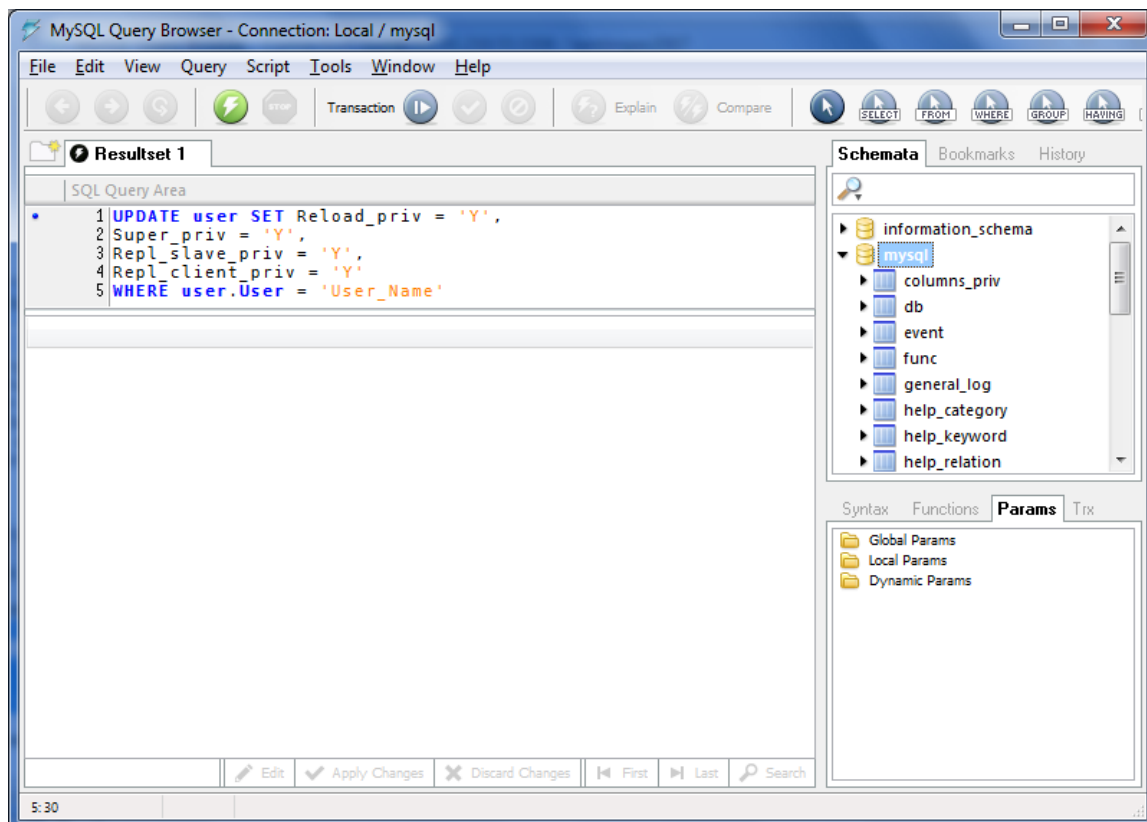 MySQL Query Browser - Connection: Local / mysql
File Edit View Query Script Tools Window Help
STOP Transaction Explain Compare SELECT FROM WHERE GROUP HAVING
Resultset 1
SQL Query Area
1 UPDATE user SET Reload_priv = 'Y',
2 Super_priv = 'Y',
3 Repl_slave_priv = 'Y',
4 Repl_client_priv = 'Y'
5 WHERE user.User = 'User_Name'
Edit Apply Changes Discard Changes First Last Search
5:30
Schemata Bookmarks History
information_schema
mysql
columns_priv
db
event
func
general_log
help_category
help_keyword
help_relation
Syntax Functions Params Trx
Global Params
Local Params
Dynamic Params